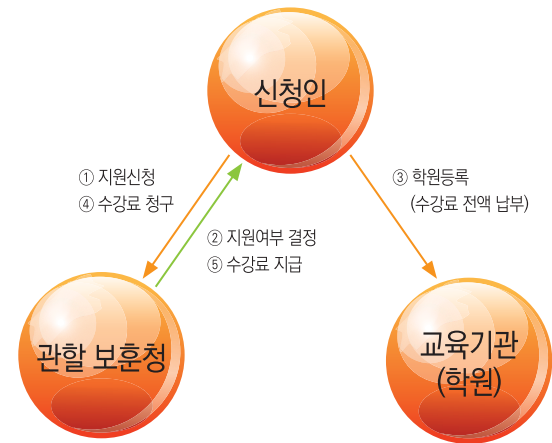 신청인
① 지원신청
④ 수강료 청구
③ 학원등록
(수강료 전액 납부)
② 지원여부 결정
⑤ 수강료 지급
관할 보훈청
교육기관
(학원)